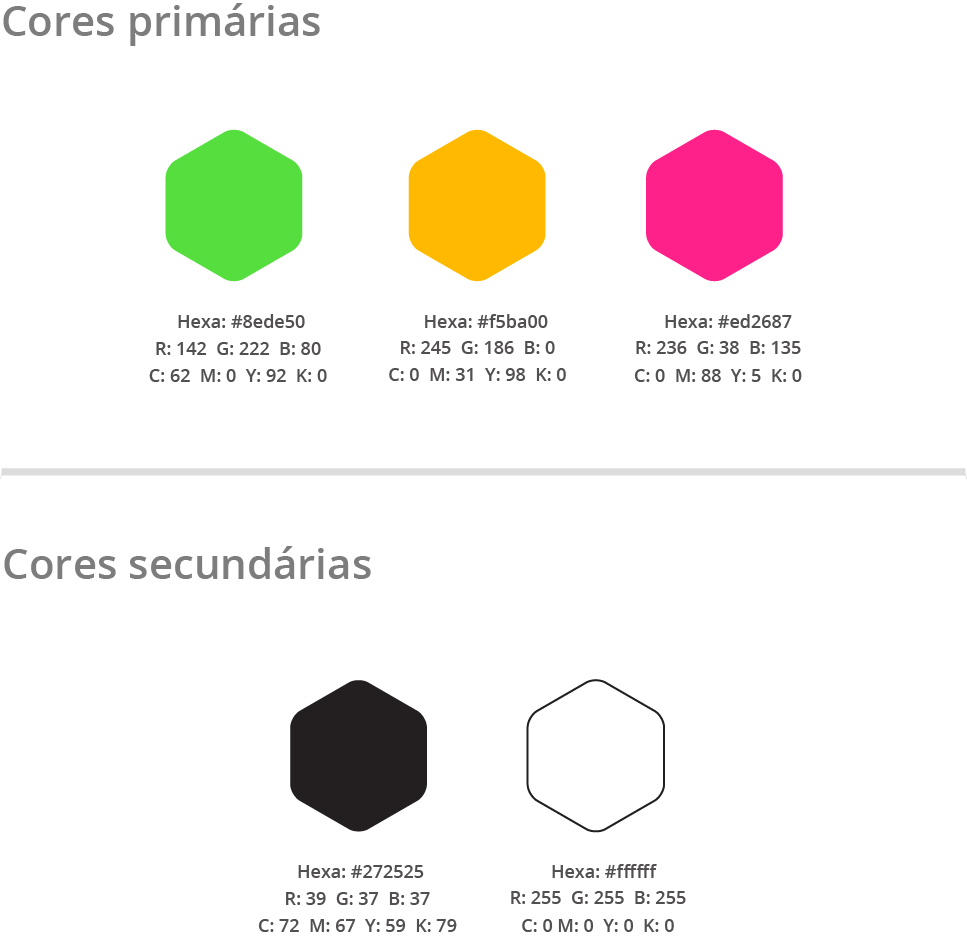 Cores primárias
Hexa: #8ede50
R: 142 G: 222 B: 80
C: 62 M: 0 Y: 92 K: 0
Hexa: #f5ba00
R: 245 G: 186 B: 0
C: 0 M: 31 Y: 98 K: 0
Hexa: #ed2687
R: 236 G: 38 B: 135
C: 0 M: 88 Y: 5 K: 0
Cores secundárias
Hexa: #272525
R: 39 G: 37 B: 37
C: 72 M: 67 Y: 59 K: 79
Hexa: #ffffff
R: 255 G: 255 B: 255
C: 0 M: 0 Y: 0 K: 0